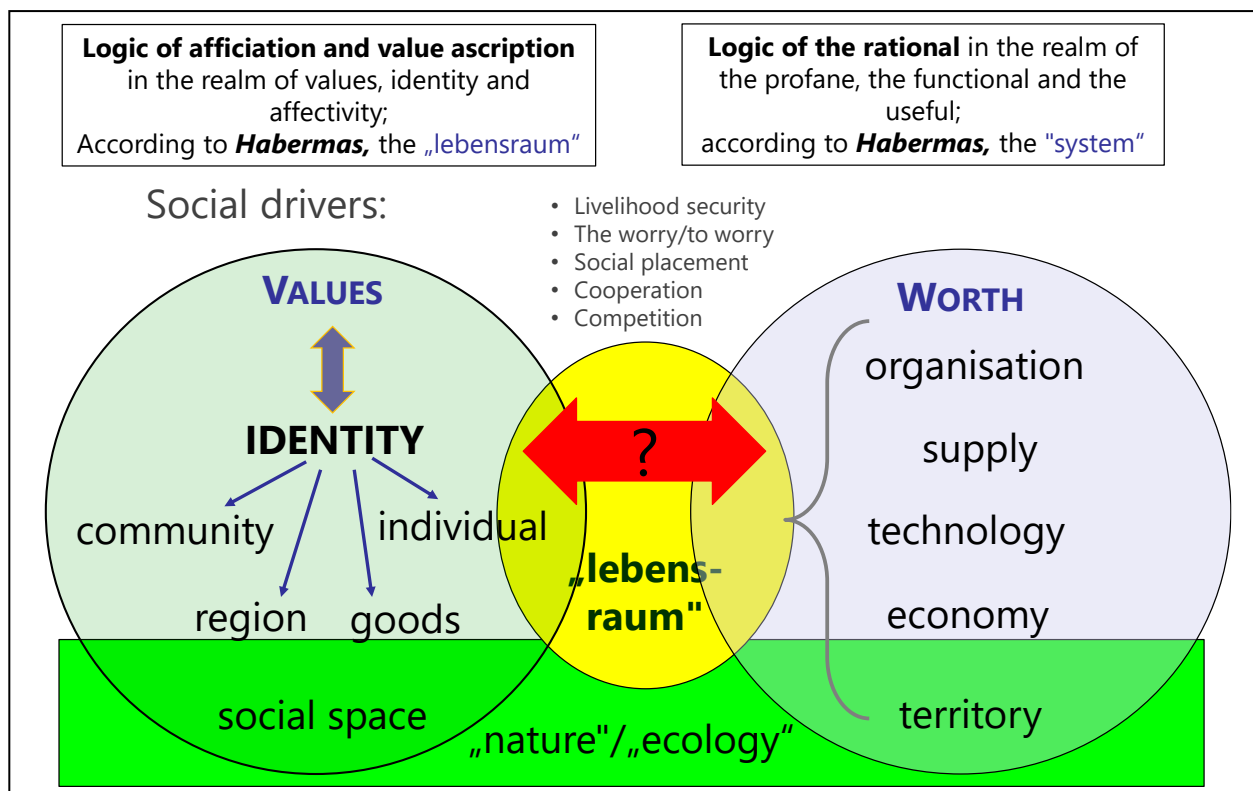 Logic of afficiation and value ascription
in the realm of values, identity and
affectivity;
According to Habermas, the „lebensraum“
Logic of the rational in the realm of
the profane, the functional and the
useful;
according to Habermas, the "system“
Social drivers:
• Livelihood security
• The worry/to worry
• Social placement
• Cooperation
• Competition
VALUES
IDENTITY
community
individual
region
goods
social space
?
„lebens-
raum"
WORTH
organisation
supply
technology
economy
territory
„nature"/„ecology“